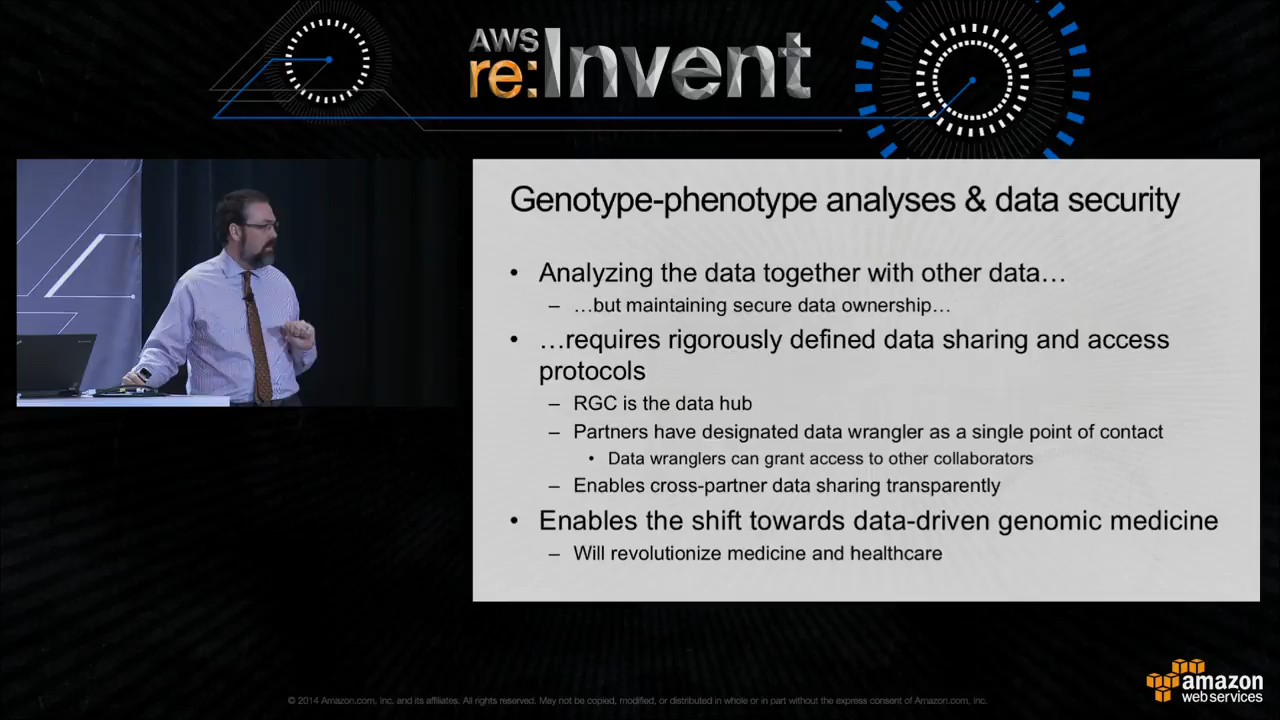 AWS
re:Invent
Genotype-phenotype analyses & data security
• Analyzing the data together with other data…
– …but maintaining secure data ownership…
• …requires rigorously defined data sharing and access
protocols
– RGC is the data hub
– Partners have designated data wrangler as a single point of contact
• Data wranglers can grant access to other collaborators
– Enables cross-partner data sharing transparently
• Enables the shift towards data-driven genomic medicine
– Will revolutionize medicine and healthcare
amazon
web services
© 2014 Amazon.com, Inc. and its affiliates. All rights reserved. May not be copied, modified, or distributed in whole or in part without the express consent of Amazon.com, Inc.